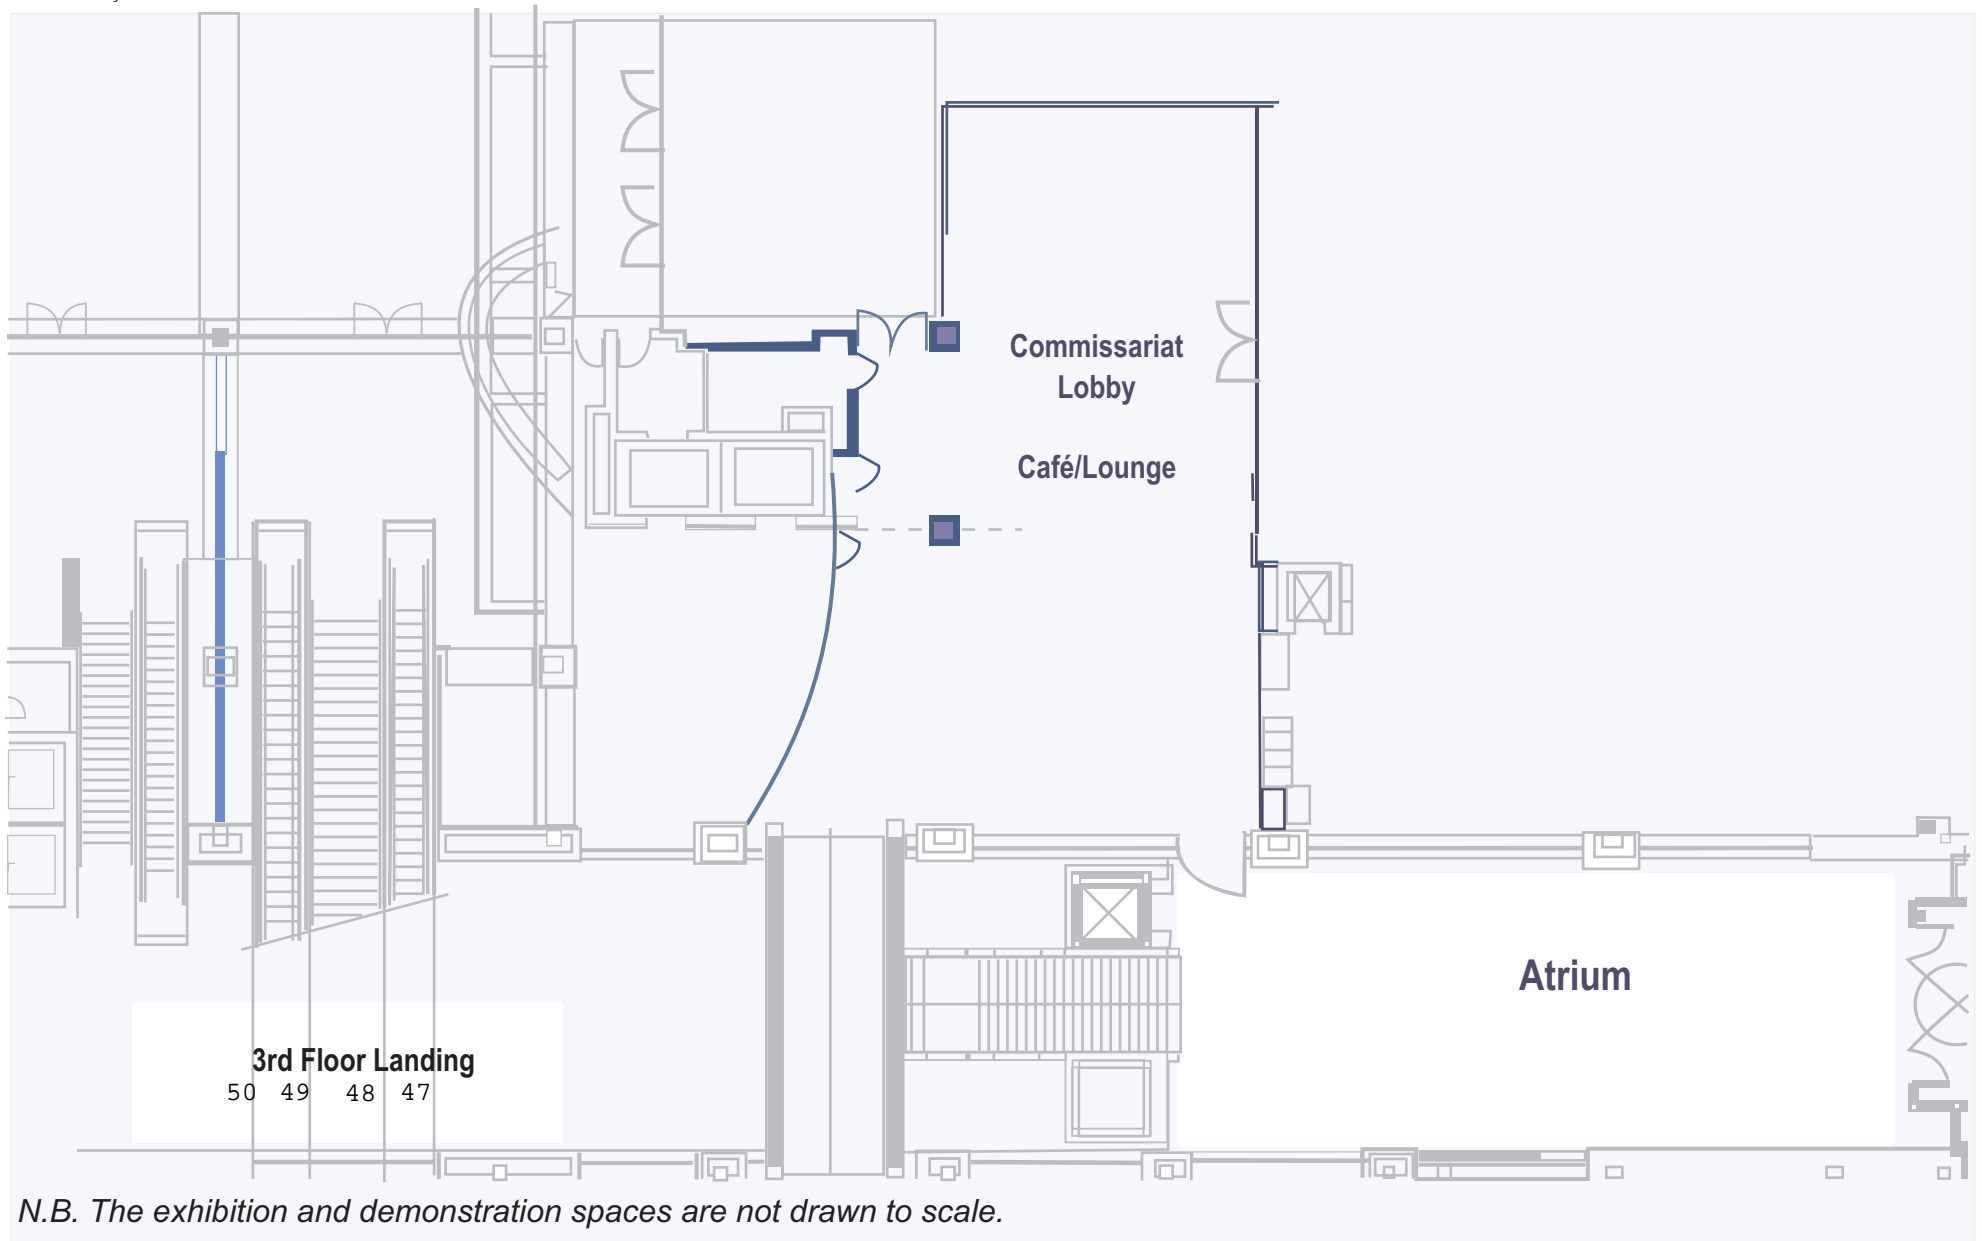 Commissariat
Lobby
Café/Lounge
Atrium
3rd Floor Landing
50 49 48 47
N.B. The exhibition and demonstration spaces are not drawn to scale.